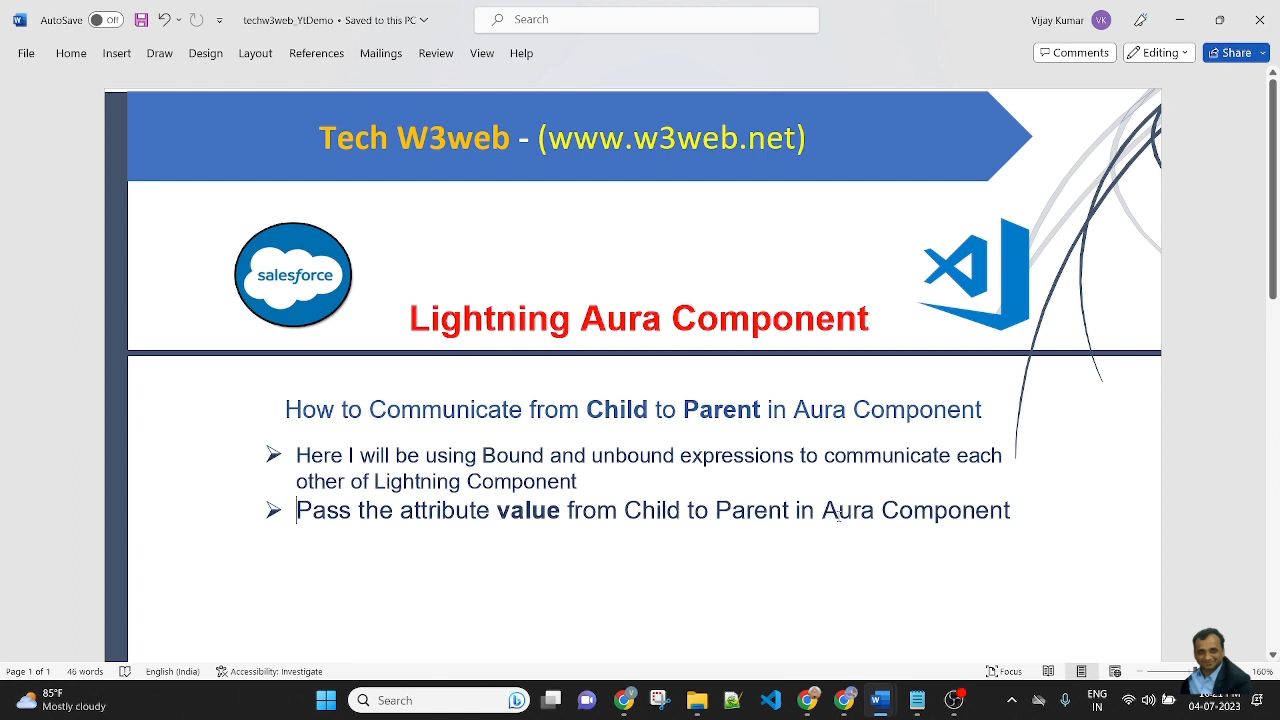 AutoSave Off techw3web_YtDemo • Saved to this PC Search Vijay Kumar VK
File Home Insert Draw Design Layout References Mailings Review View Help Comments Editing Share
Tech W3web - (www.w3web.net)
salesforce
Lightning Aura Component
How to Communicate from Child to Parent in Aura Component
Here I will be using Bound and unbound expressions to communicate each
other of Lightning Component
Pass the attribute value from Child to Parent in Aura Component
Page 1 of 1 46 words English (India) Accessibility: Investigate Focus 160%
85°F
Mostly cloudy
Search
ENG
IN
04-07-2023